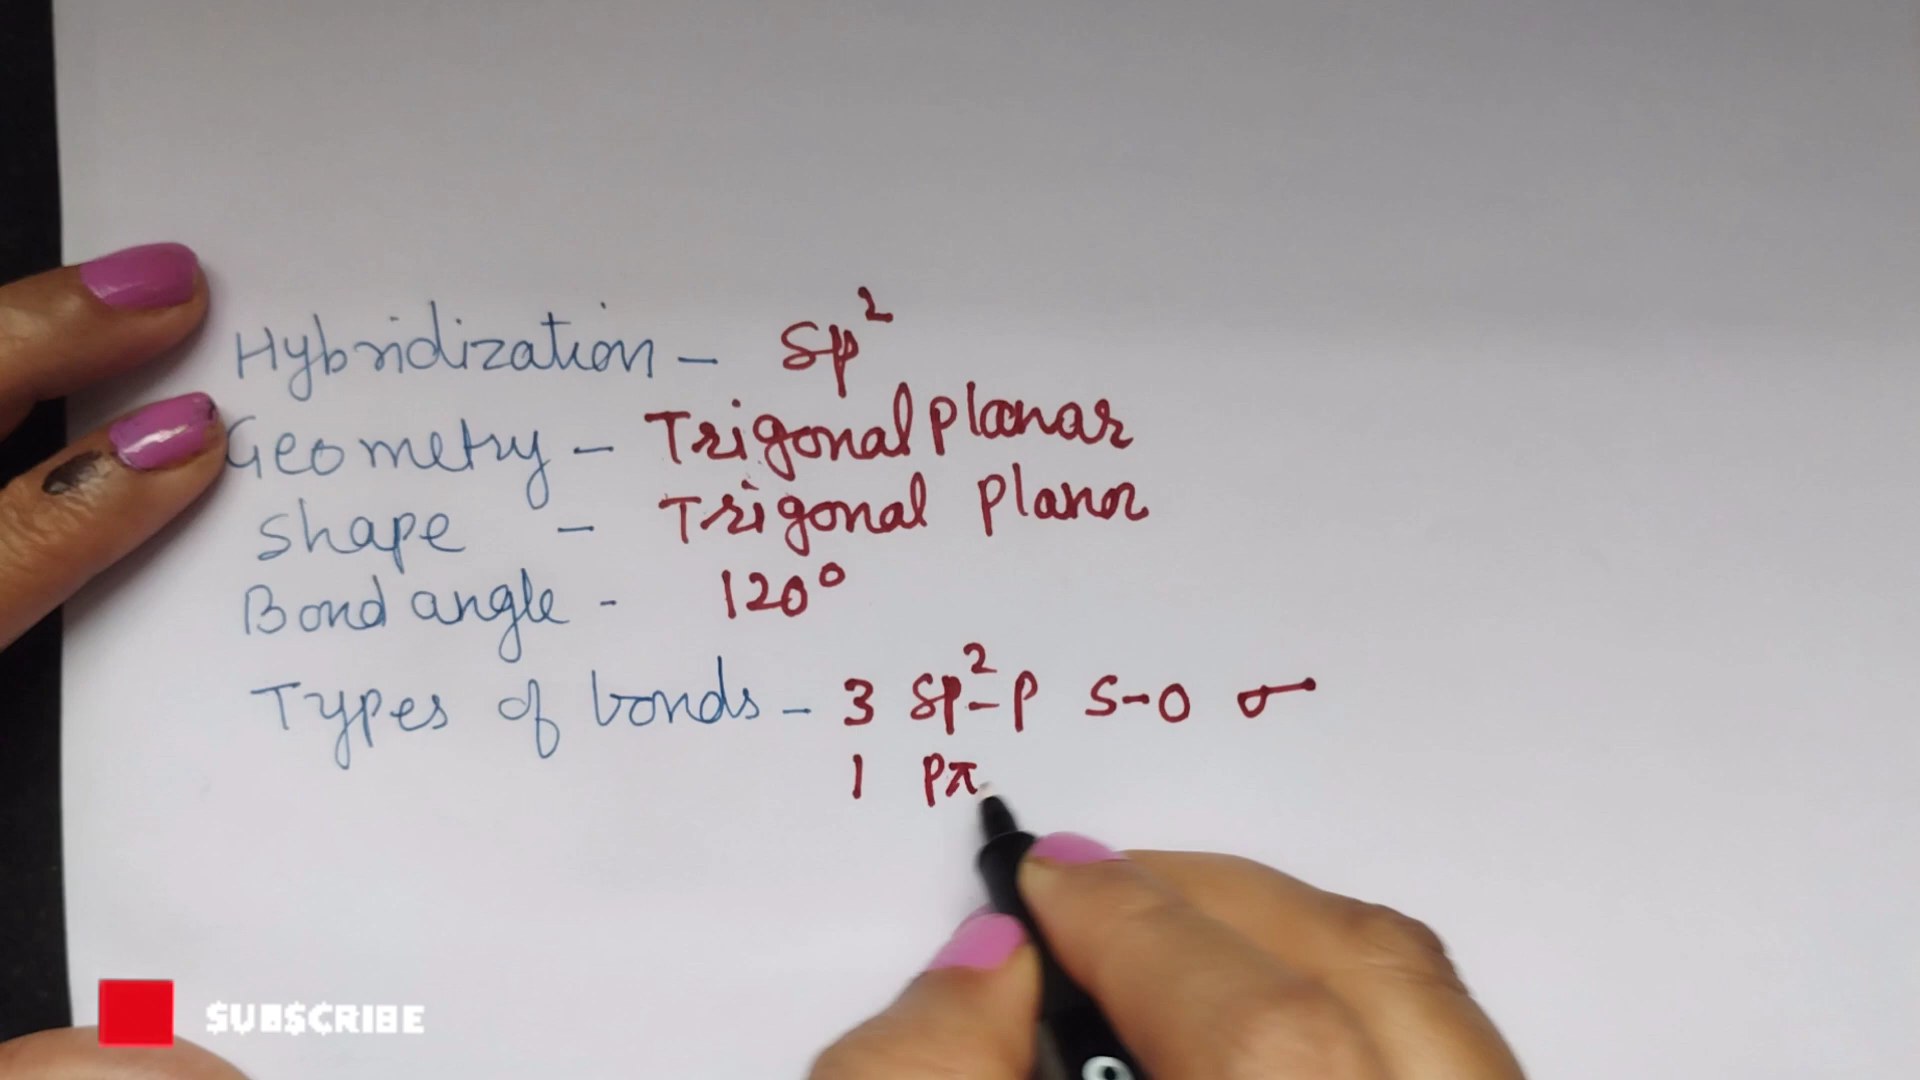 Hybridization - sp²
Geometry - Trigonal planar
Shape - Trigonal planar
Bond angle - 120°
Types of bonds - 3 sp²-p S-O σ
1 pπ
SUBSCRIBE